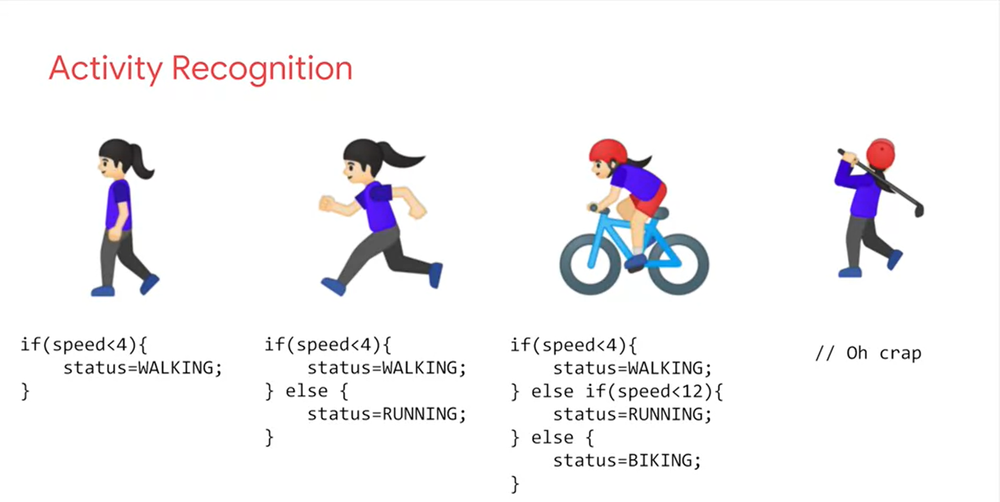 Activity Recognition
if(speed<4){
    status=WALKING;
}
if(speed<4){
    status=WALKING;
} else {
    status=RUNNING;
}
if(speed<4){
    status=WALKING;
} else if(speed<12){
    status=RUNNING;
} else {
    status=BIKING;
}
// Oh crap